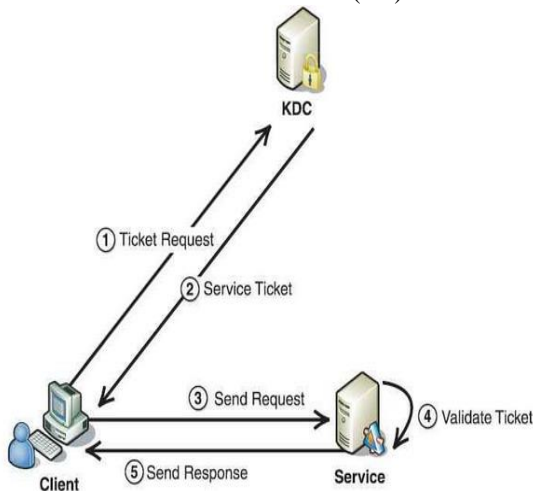 KDC
① Ticket Request
② Service Ticket
③ Send Request
④ Validate Ticket
⑤ Send Response
Client
Service